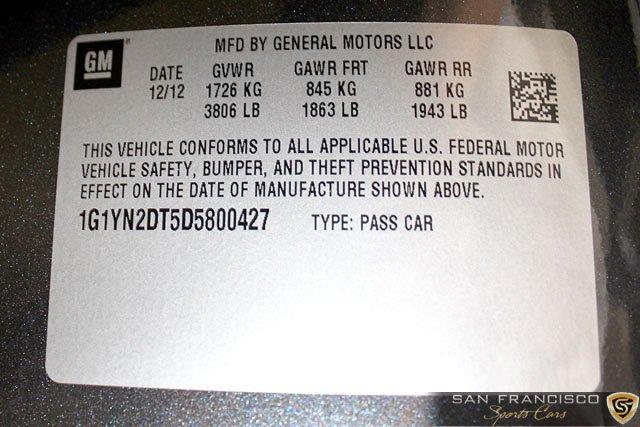 GM
MFD BY GENERAL MOTORS LLC
DATE GVWR GAWR FRT GAWR RR
12/12 1726 KG 845 KG 881 KG
3806 LB 1863 LB 1943 LB
THIS VEHICLE CONFORMS TO ALL APPLICABLE U.S. FEDERAL MOTOR
VEHICLE SAFETY, BUMPER, AND THEFT PREVENTION STANDARDS IN
EFFECT ON THE DATE OF MANUFACTURE SHOWN ABOVE.
1G1YN2DT5D5800427 TYPE: PASS CAR
SAN FRANCISCO
Sports Cars